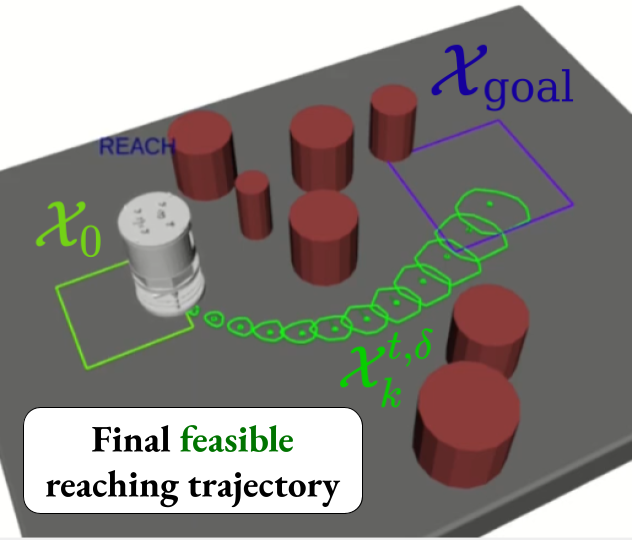 𝒳goal
REACH
𝒳0
𝒳k^{t,δ}
Final feasible
reaching trajectory